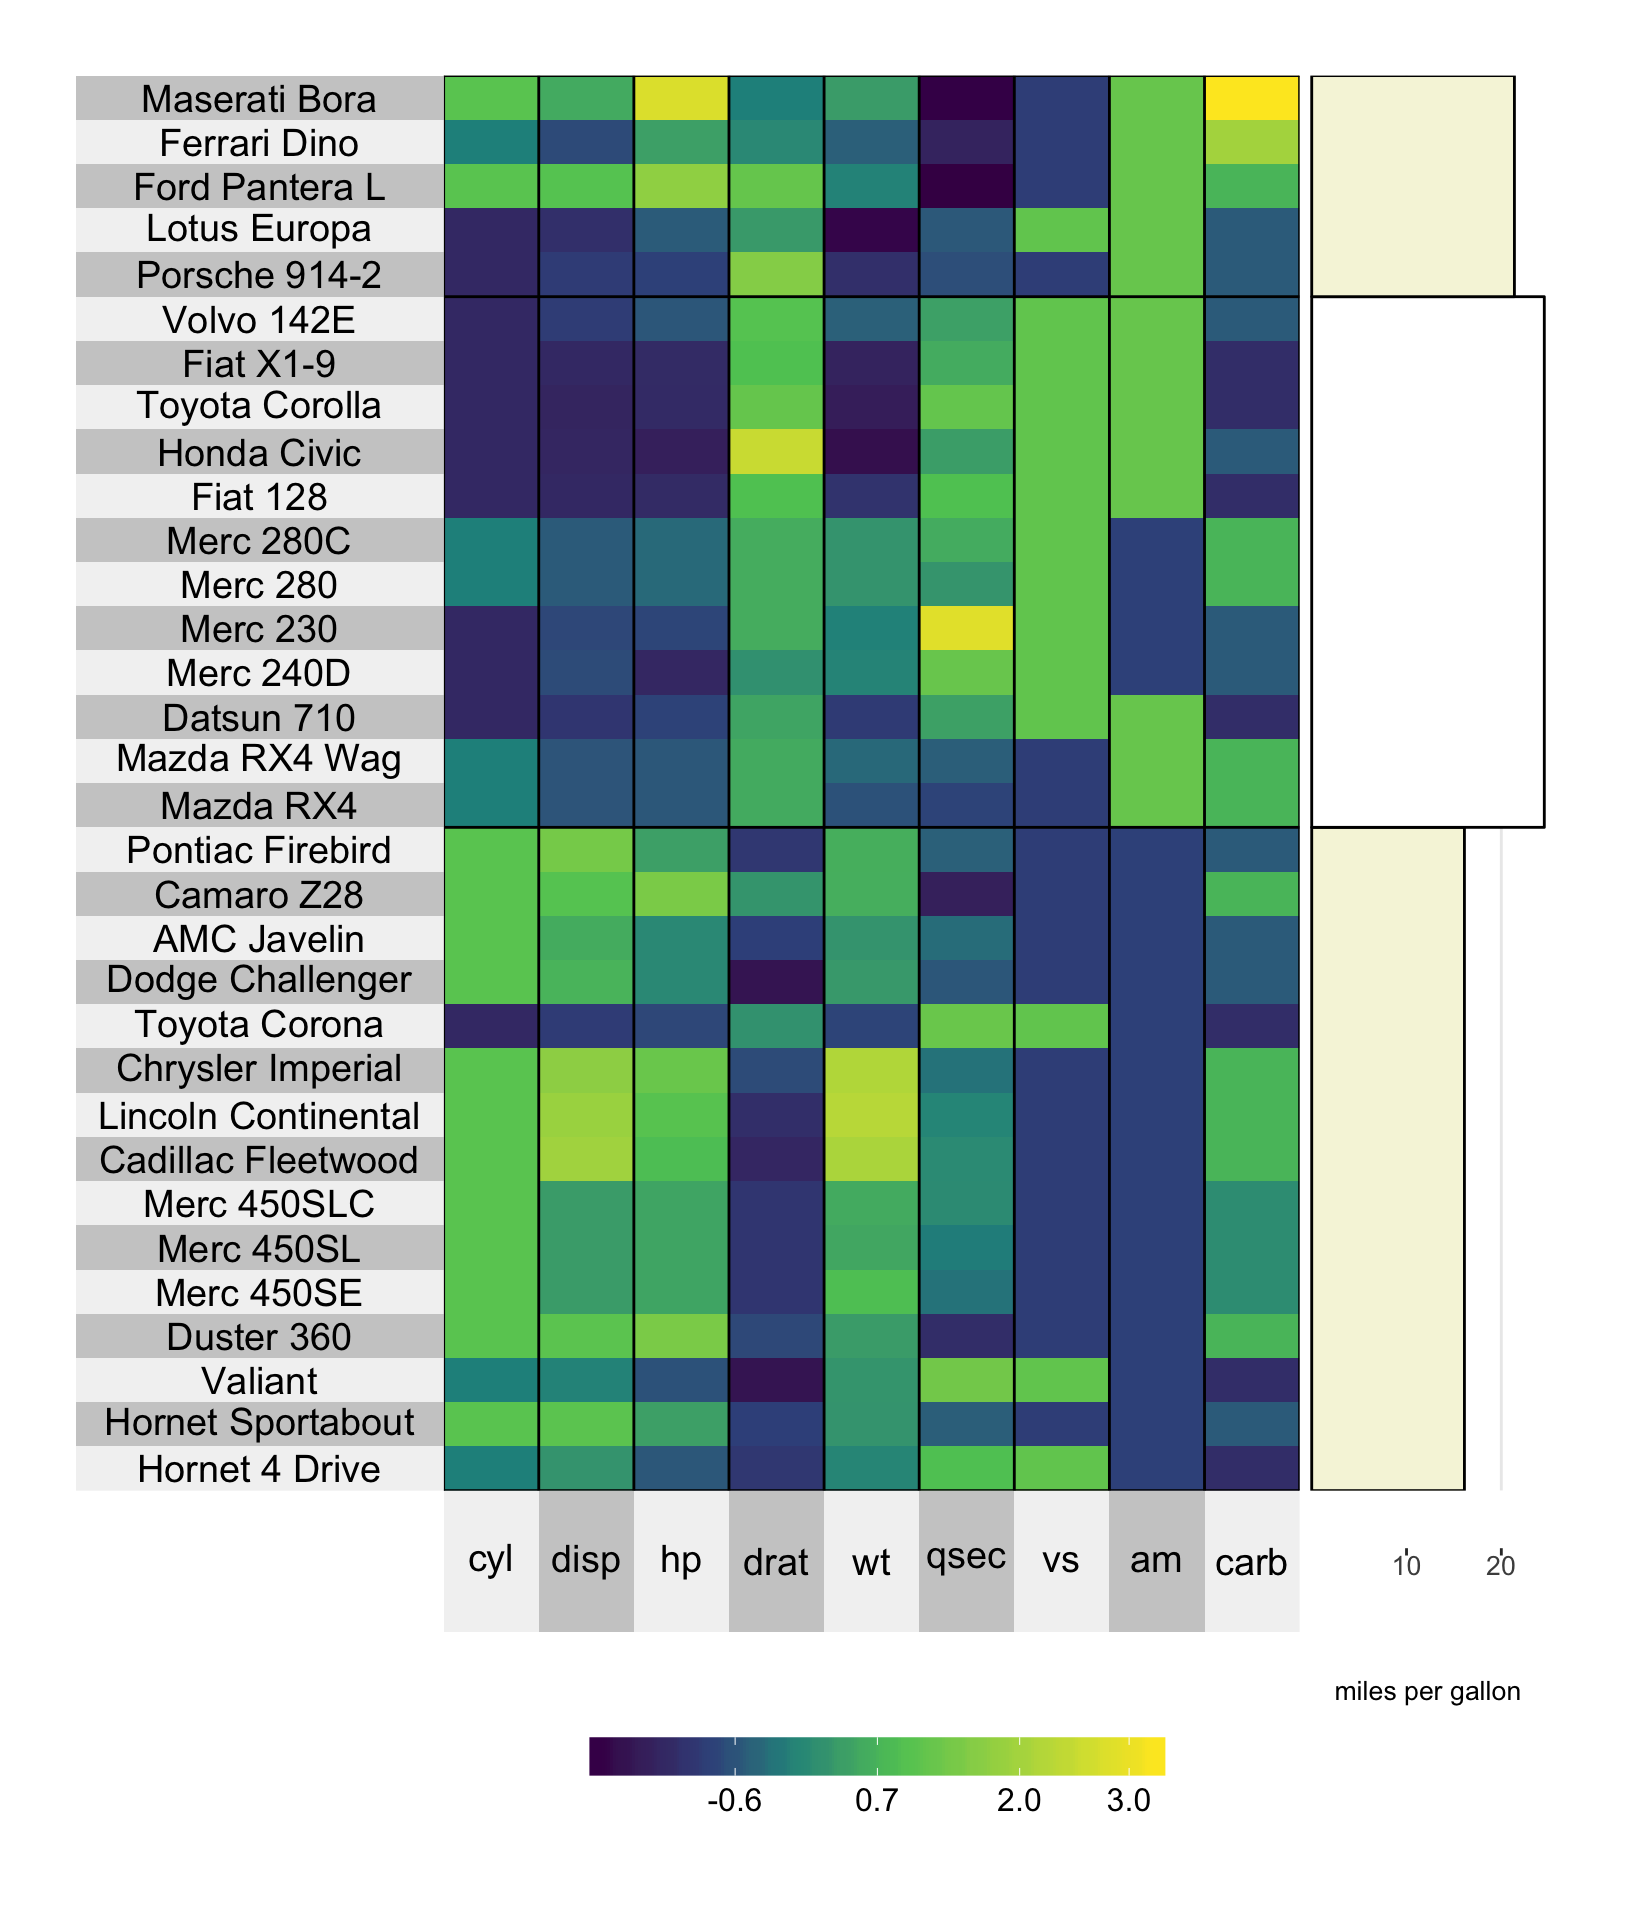 Maserati Bora
Ferrari Dino
Ford Pantera L
Lotus Europa
Porsche 914-2
Volvo 142E
Fiat X1-9
Toyota Corolla
Honda Civic
Fiat 128
Merc 280C
Merc 280
Merc 230
Merc 240D
Datsun 710
Mazda RX4 Wag
Mazda RX4
Pontiac Firebird
Camaro Z28
AMC Javelin
Dodge Challenger
Toyota Corona
Chrysler Imperial
Lincoln Continental
Cadillac Fleetwood
Merc 450SLC
Merc 450SL
Merc 450SE
Duster 360
Valiant
Hornet Sportabout
Hornet 4 Drive
cyl disp hp drat wt qsec vs am carb 10 20
miles per gallon
-0.6 0.7 2.0 3.0